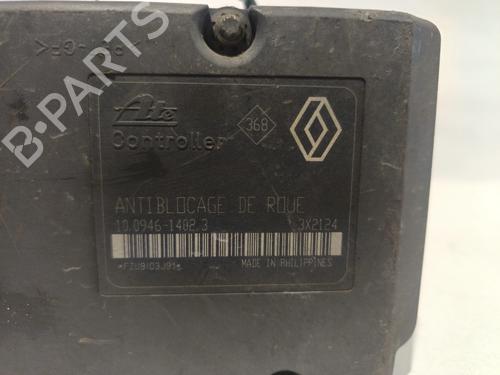 B-PARTS
Ate
Controller
368
ANTIBLOCAGE DE ROUE
10.0946-1402.3 3X2124
MADE IN PHILIPPINES